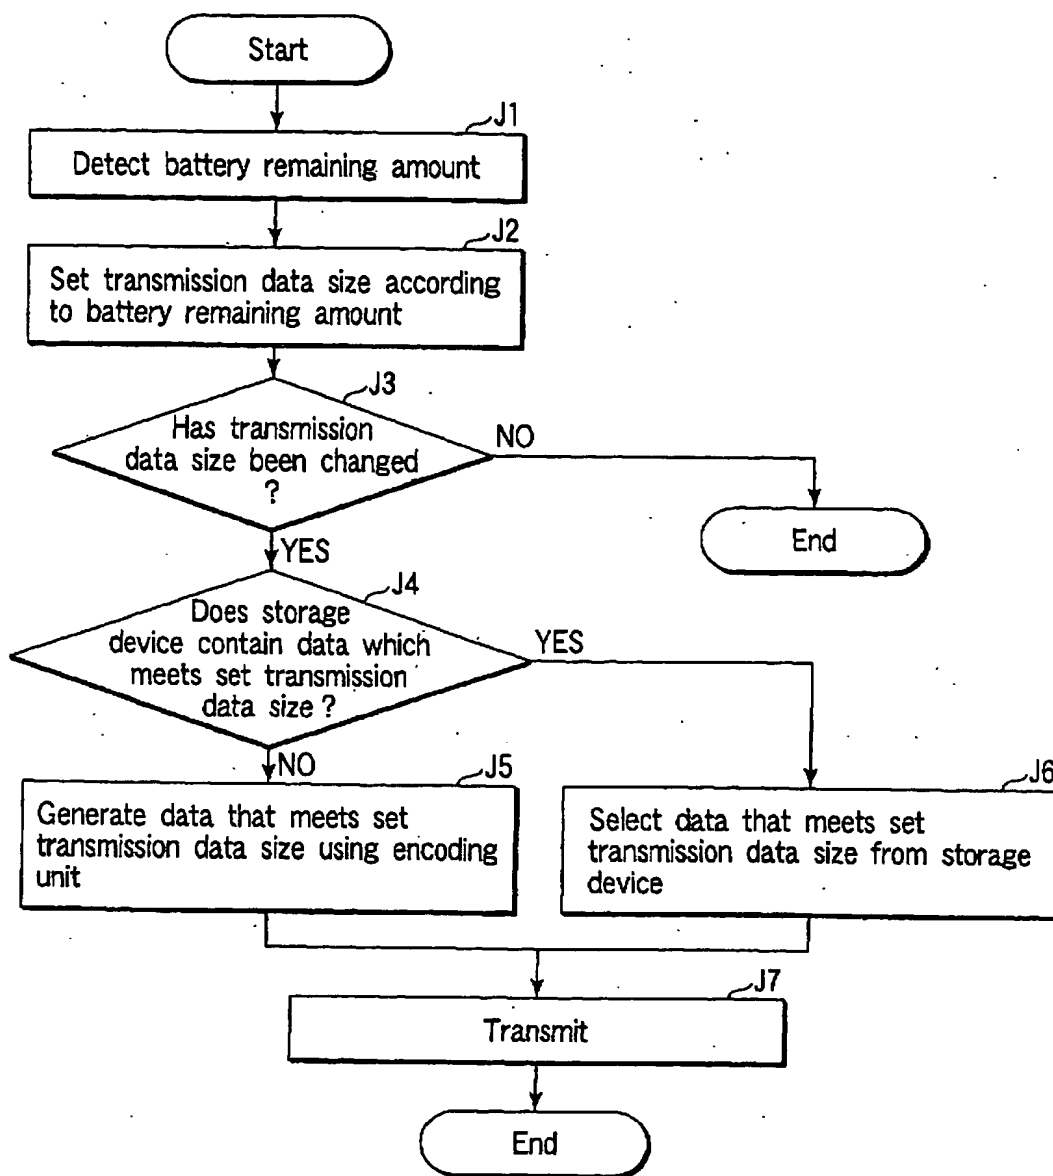 Start
J1
Detect battery remaining amount
J2
Set transmission data size according
to battery remaining amount
J3
Has transmission
data size been changed
?
NO
End
YES
J4
Does storage
device contain data which
meets set transmission
data size ?
YES
NO
J5
Generate data that meets set
transmission data size using encoding
unit
J6
Select data that meets set
transmission data size from storage
device
J7
Transmit
End